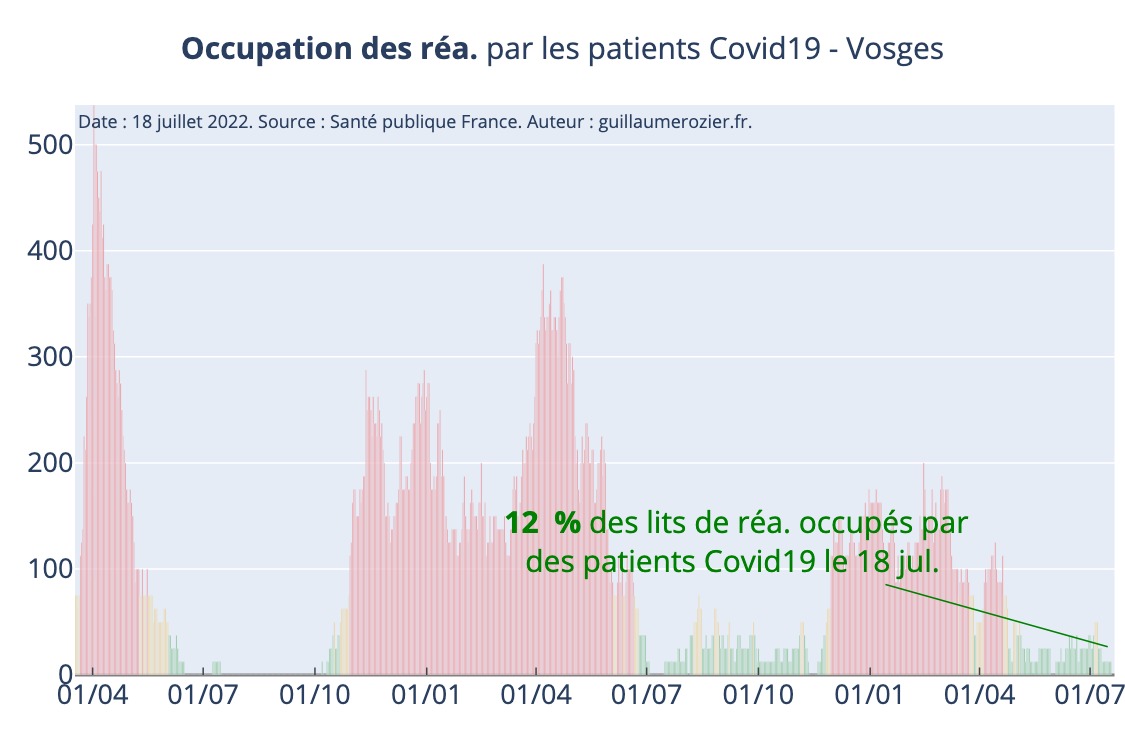 Occupation des réa. par les patients Covid19 - Vosges
Date : 18 juillet 2022. Source : Santé publique France. Auteur : guillaumerozier.fr.
500
400
300
200
12 % des lits de réa. occupés par
des patients Covid19 le 18 jul.
100
0
01/04 01/07 01/10 01/01 01/04 01/07 01/10 01/01 01/04 01/07